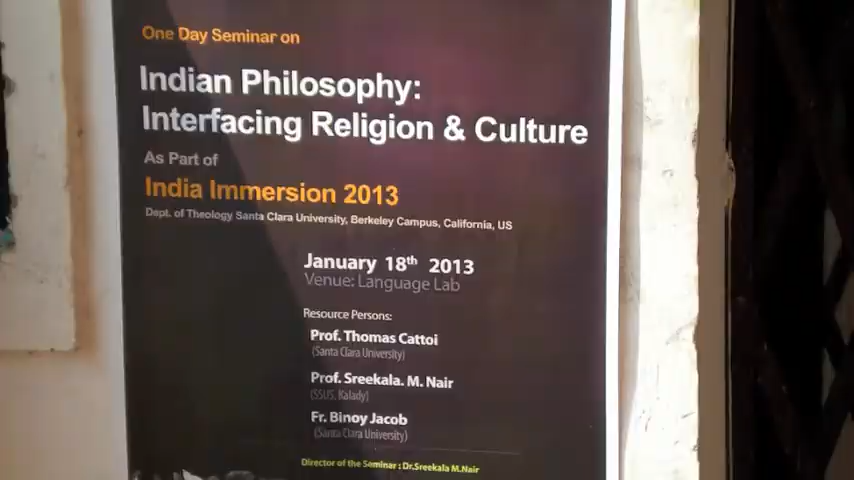 One Day Seminar on
Indian Philosophy:
Interfacing Religion & Culture
As Part of
India Immersion 2013
Dept. of Theology Santa Clara University, Berkeley Campus, California, US
January 18th 2013
Venue: Language Lab
Resource Persons:
Prof. Thomas Cattoi
(Santa Clara University)
Prof. Sreekala. M. Nair
(SSUS, Kalady)
Fr. Binoy Jacob
(Santa Clara University)
Director of the Seminar : Dr.Sreekala M.Nair